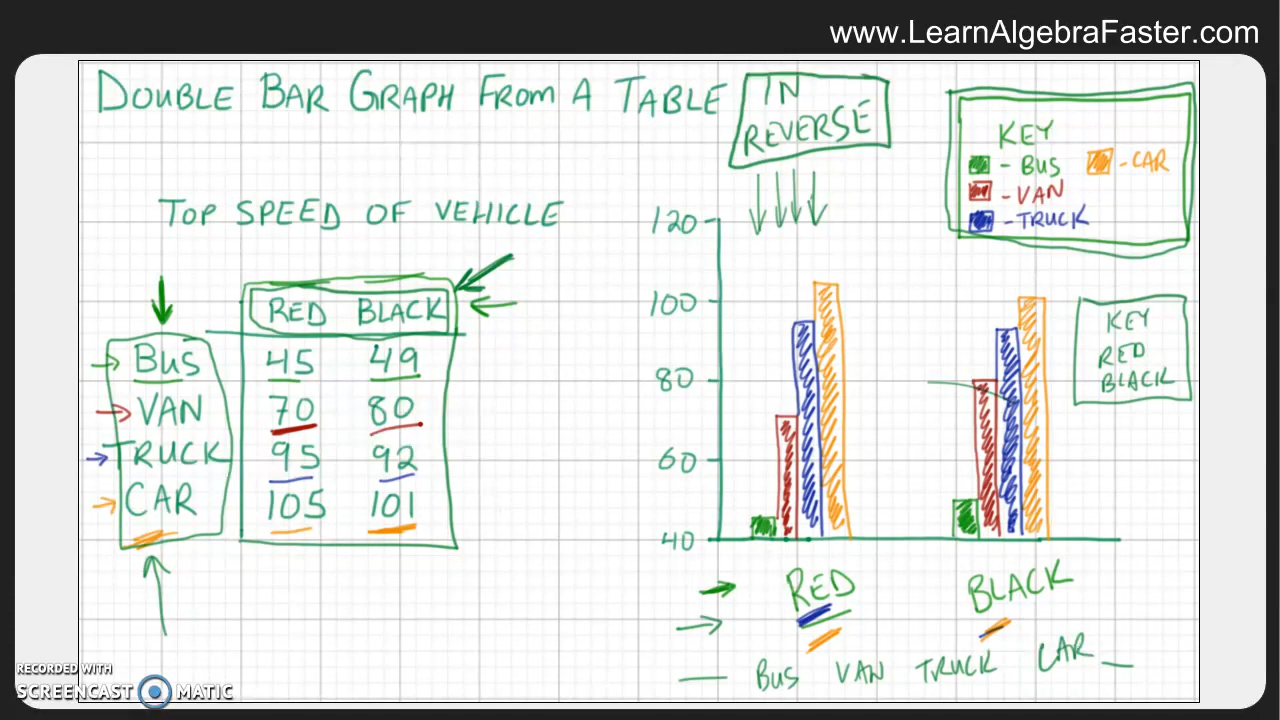 www.LearnAlgebraFaster.com
DOUBLE BAR GRAPH FROM A TABLE
IN
REVERSE
KEY
- BUS
- CAR
- VAN
- TRUCK
TOP SPEED OF VEHICLE
RED BLACK
BUS 45 49
VAN 70 80
TRUCK 95 92
CAR 105 101
120
100
80
60
40
KEY
RED
BLACK
RED BLACK
BUS VAN TRUCK CAR
RECORDED WITH
SCREENCAST MATIC